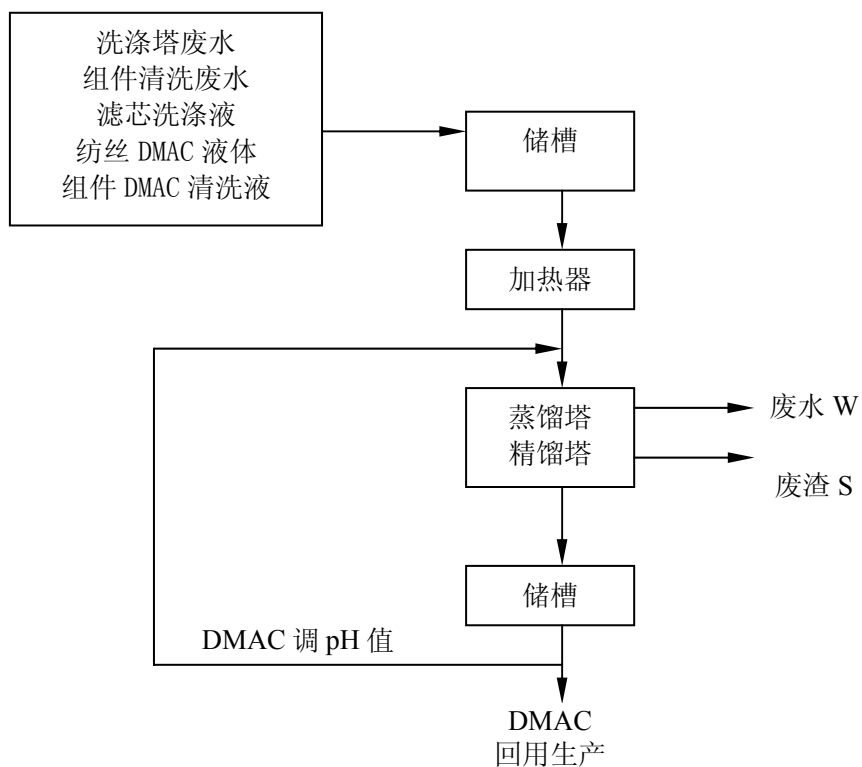 洗涤塔废水
组件清洗废水
滤芯洗涤液
纺丝 DMAC 液体
组件 DMAC 清洗液
储槽
加热器
蒸馏塔
精馏塔
废水 W
废渣 S
储槽
DMAC 调 pH 值
DMAC
回用生产